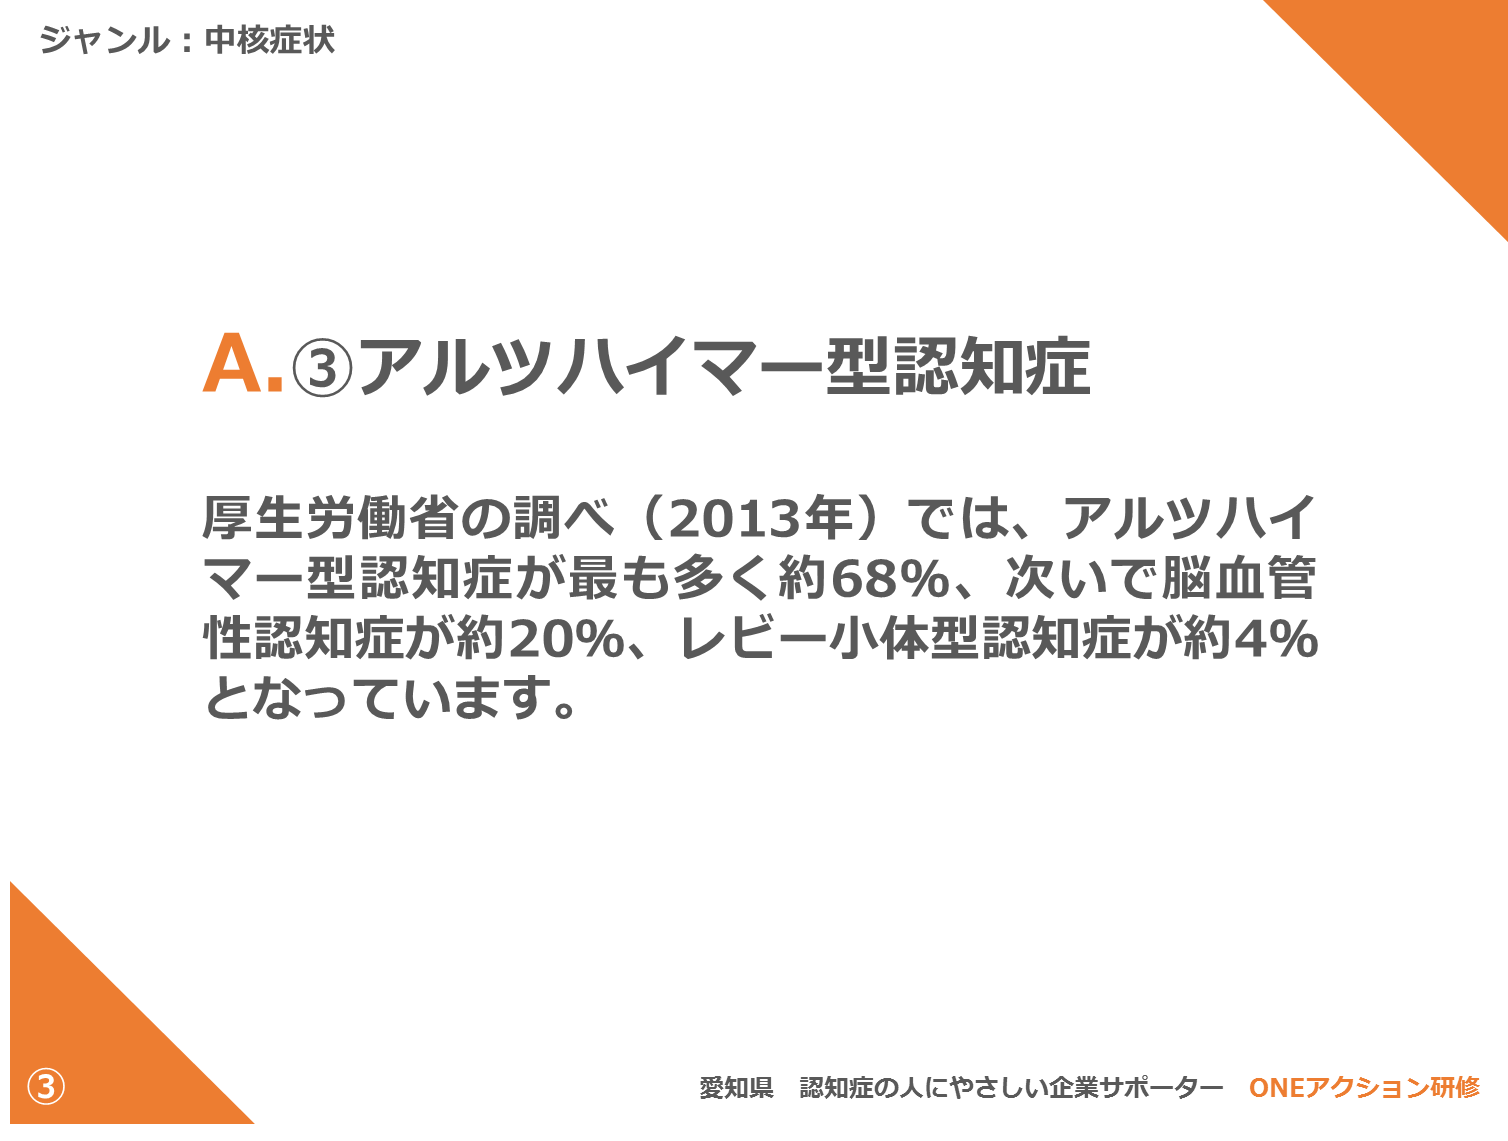 ジャンル：中核症状
A.③アルツハイマー型認知症
厚生労働省の調べ（2013年）では、アルツハイ
マー型認知症が最も多く約68%、次いで脳血管
性認知症が約20%、レビー小体型認知症が約4%
となっています。
③
愛知県　認知症の人にやさしい企業サポーター　ONEアクション研修